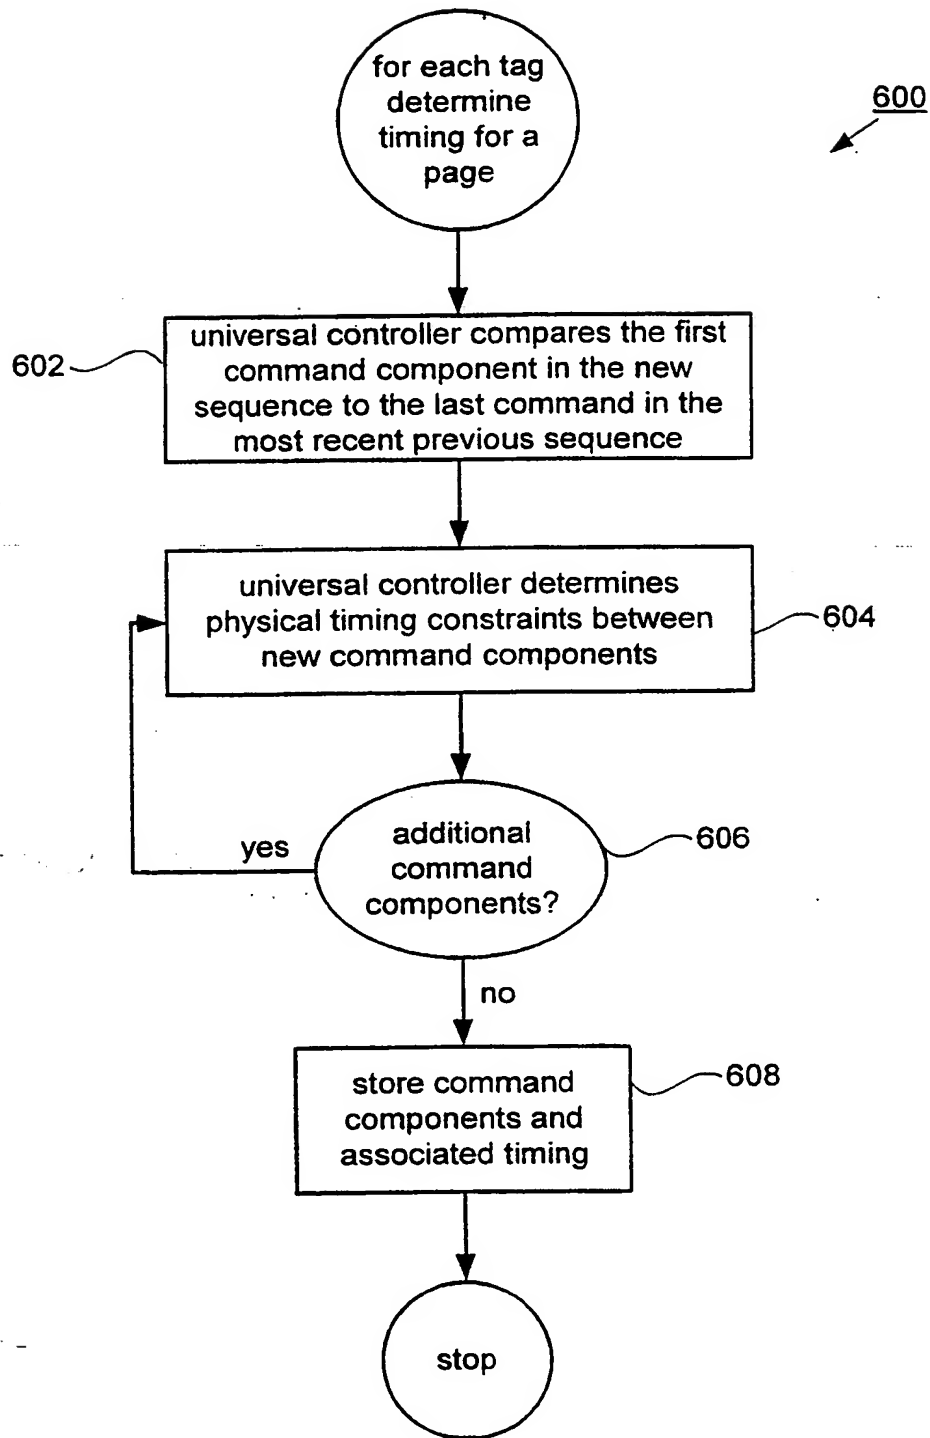 for each tag
determine
timing for a
page
600
universal controller compares the first
command component in the new
sequence to the last command in the
most recent previous sequence
602
universal controller determines
physical timing constraints between
new command components
604
additional
command
components?
606
yes
no
store command
components and
associated timing
608
stop